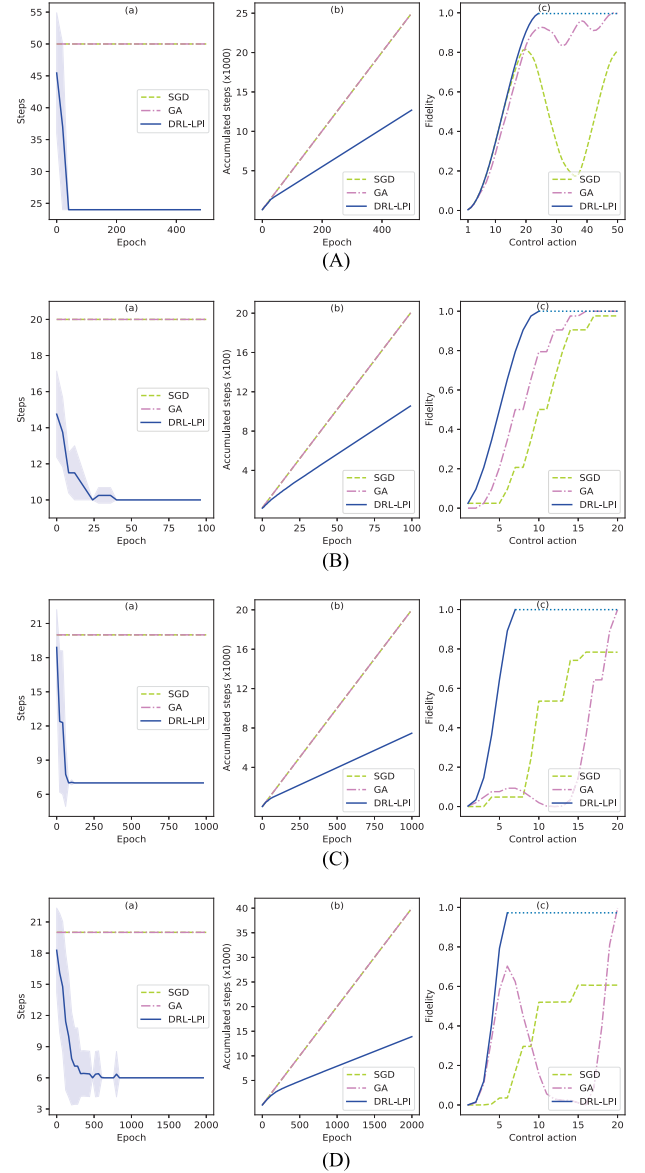 (a)
55
50
45
40
35
30
25
Steps
SGD
GA
DRL-LPI
0
200
400
Epoch
(b)
25
20
15
10
5
Accumulated steps (x1000)
SGD
GA
DRL-LPI
0
200
400
Epoch
(c)
1.0
0.8
0.6
0.4
0.2
0.0
Fidelity
SGD
GA
DRL-LPI
1
10
20
30
40
50
Control action
(A)
(a)
20
18
16
14
12
10
Steps
SGD
GA
DRL-LPI
0
25
50
75
100
Epoch
(b)
20
16
12
8
4
Accumulated steps (x100)
SGD
GA
DRL-LPI
0
25
50
75
100
Epoch
(c)
1.0
0.8
0.6
0.4
0.2
0.0
Fidelity
SGD
GA
DRL-LPI
5
10
15
20
Control action
(B)
(a)
21
18
15
12
9
6
Steps
SGD
GA
DRL-LPI
0
250
500
750
1000
Epoch
(b)
20
16
12
8
4
Accumulated steps (x1000)
SGD
GA
DRL-LPI
0
250
500
750
1000
Epoch
(c)
1.0
0.8
0.6
0.4
0.2
0.0
Fidelity
SGD
GA
DRL-LPI
5
10
15
20
Control action
(C)
(a)
21
18
15
12
9
6
3
Steps
SGD
GA
DRL-LPI
0
500
1000
1500
2000
Epoch
(b)
40
35
30
25
20
15
10
5
Accumulated steps (x1000)
SGD
GA
DRL-LPI
0
500
1000
1500
2000
Epoch
(c)
1.0
0.8
0.6
0.4
0.2
0.0
Fidelity
SGD
GA
DRL-LPI
5
10
15
20
Control action
(D)